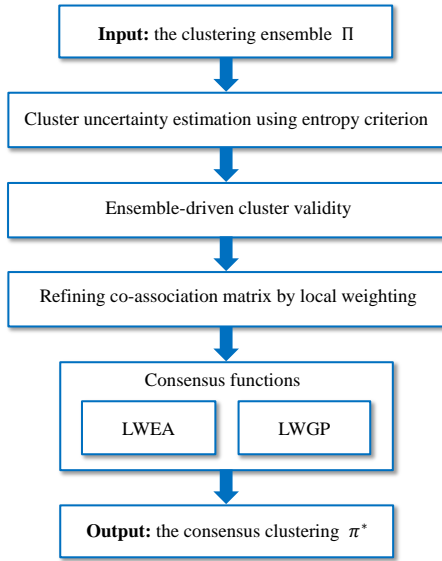 Input: the clustering ensemble Π
Cluster uncertainty estimation using entropy criterion
Ensemble-driven cluster validity
Refining co-association matrix by local weighting
Consensus functions
LWEA
LWGP
Output: the consensus clustering π*